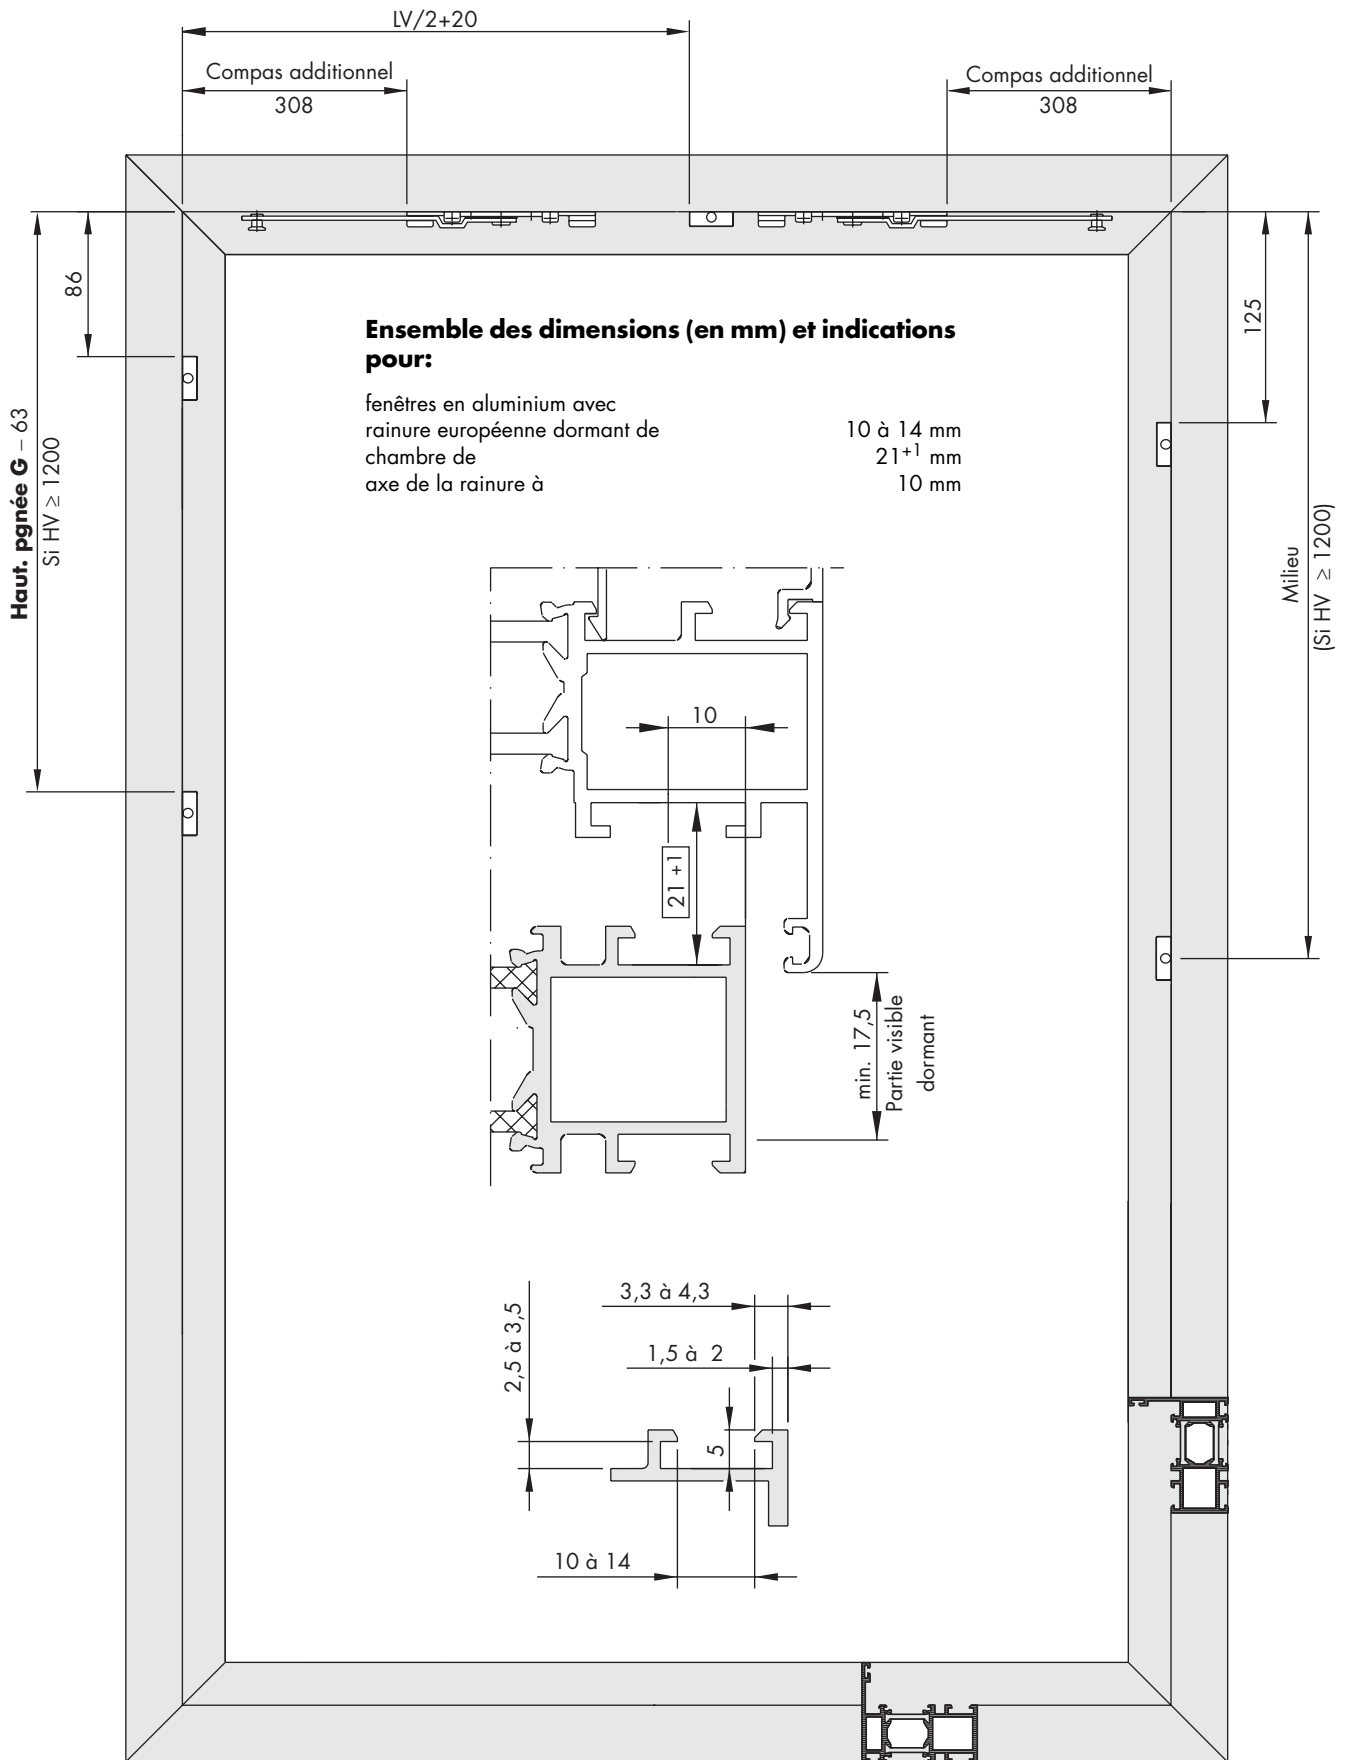 LV/2+20
Compas additionnel
308
Compas additionnel
308
86
125
Haut. pgnée G – 63
Si HV ≥ 1200
Milieu
(Si HV ≥ 1200)
Ensemble des dimensions (en mm) et indications
pour:
fenêtres en aluminium avec
rainure européenne dormant de 10 à 14 mm
chambre de 21+1 mm
axe de la rainure à 10 mm
10
21 +1
min. 17,5
Partie visible
dormant
3,3 à 4,3
2,5 à 3,5
1,5 à 2
5
10 à 14